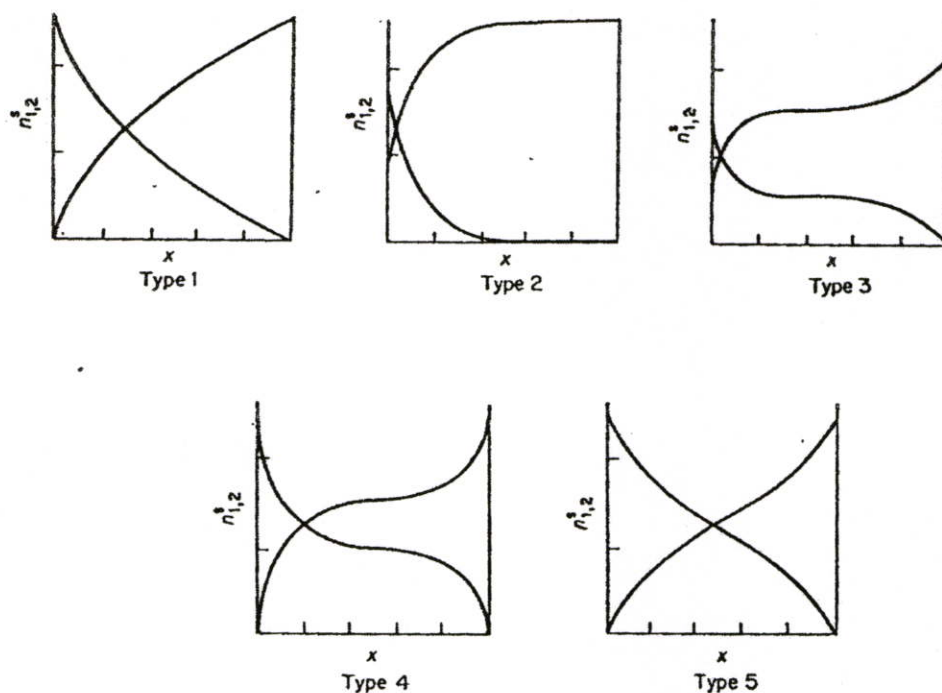 n^s_{1,2}
x
Type 1
n^s_{1,2}
x
Type 2
n^s_{1,2}
x
Type 3
n^s_{1,2}
x
Type 4
n^s_{1,2}
x
Type 5